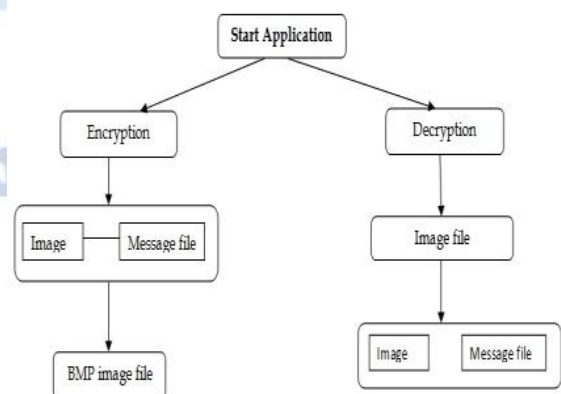 Start Application
Encryption
Decryption
Image
Message file
Image file
BMP image file
Image
Message file